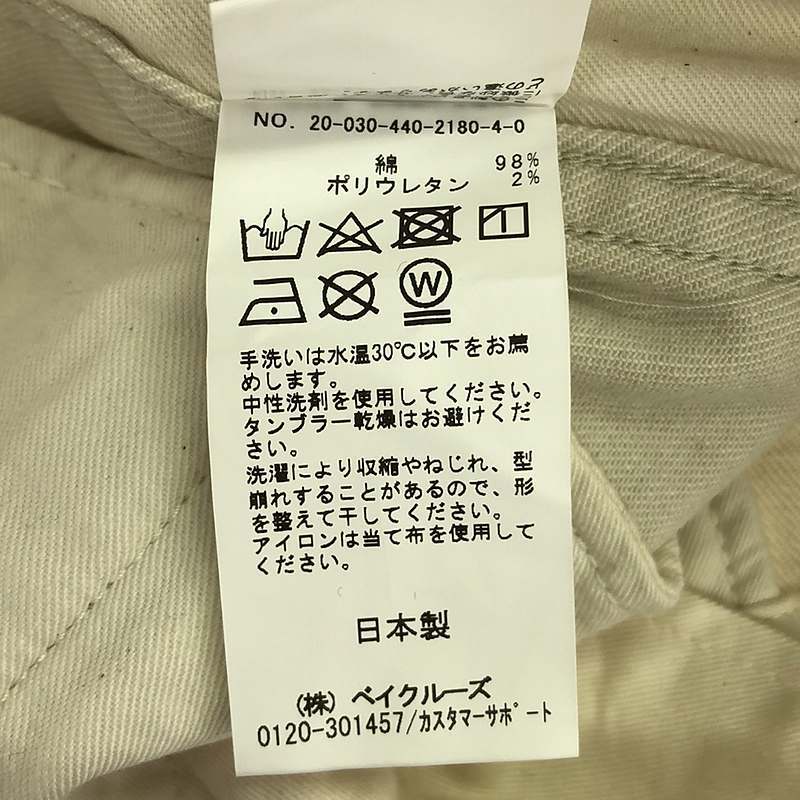 NO. 20-030-440-2180-4-0
綿 98%
ポリウレタン 2%
W
手洗いは水温30℃以下をお薦
めします。
中性洗剤を使用してください。
タンブラー乾燥はお避けくだ
さい。
洗濯により収縮やねじれ、型
崩れすることがあるので、形
を整えて干してください。
アイロンは当て布を使用して
ください。
日本製
(株) ベイクルーズ
0120-301457/カスタマーサポート